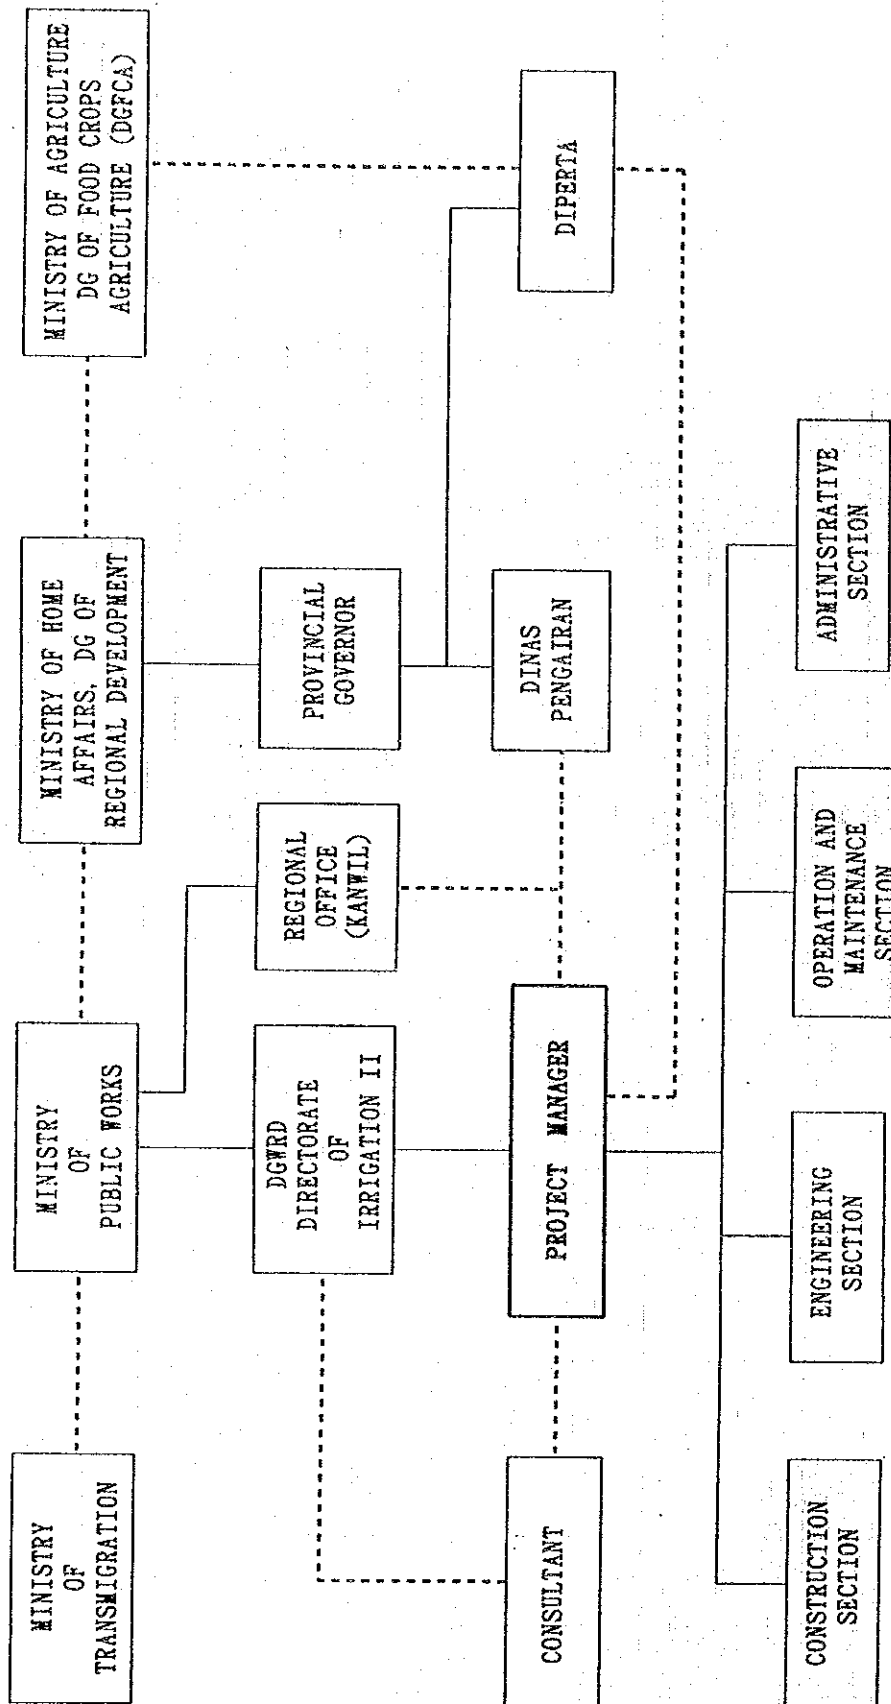 MINISTRY
OF
TRANSMIGRATION
MINISTRY
OF
PUBLIC WORKS
MINISTRY OF HOME
AFFAIRS, DG OF
REGIONAL DEVELOPMENT
MINISTRY OF AGRICULTURE
DG OF FOOD CROPS
AGRICULTURE (DGFCA)
DGWRD
DIRECTORATE
OF
IRRIGATION II
REGIONAL
OFFICE
(KANWIL)
PROVINCIAL
GOVERNOR
CONSULTANT
PROJECT MANAGER
DINAS
PENGAIRAN
DIPERTA
CONSTRUCTION
SECTION
ENGINEERING
SECTION
OPERATION AND
MAINTENANCE
SECTION
ADMINISTRATIVE
SECTION